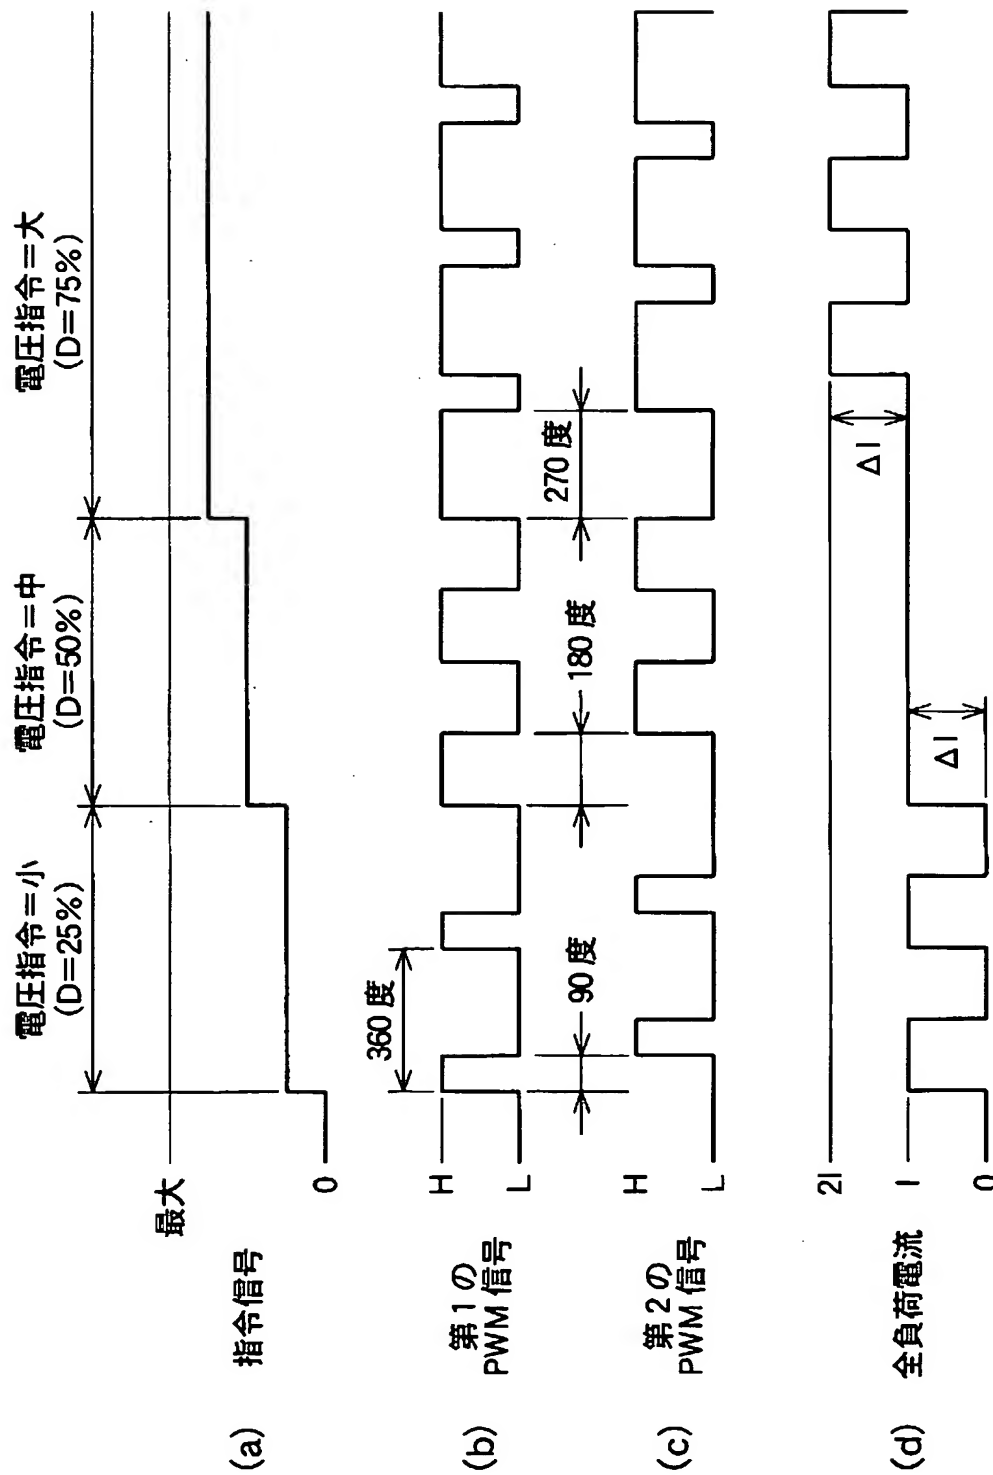 電圧指令=小
(D=25%)
電圧指令=中
(D=50%)
電圧指令=大
(D=75%)
(a)
指令信号
最大
0
(b)
第1の
PWM信号
H
L
360度
90度
180度
270度
(c)
第2の
PWM信号
H
L
(d)
全負荷電流
2I
I
0
ΔI
ΔI